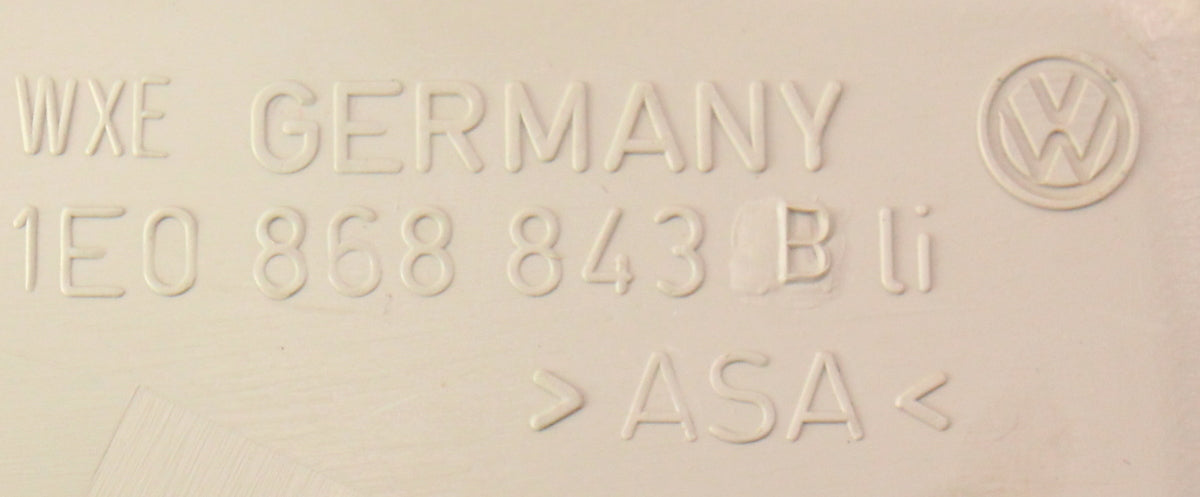 WXE GERMANY
1E0 868 843 B li
>ASA<